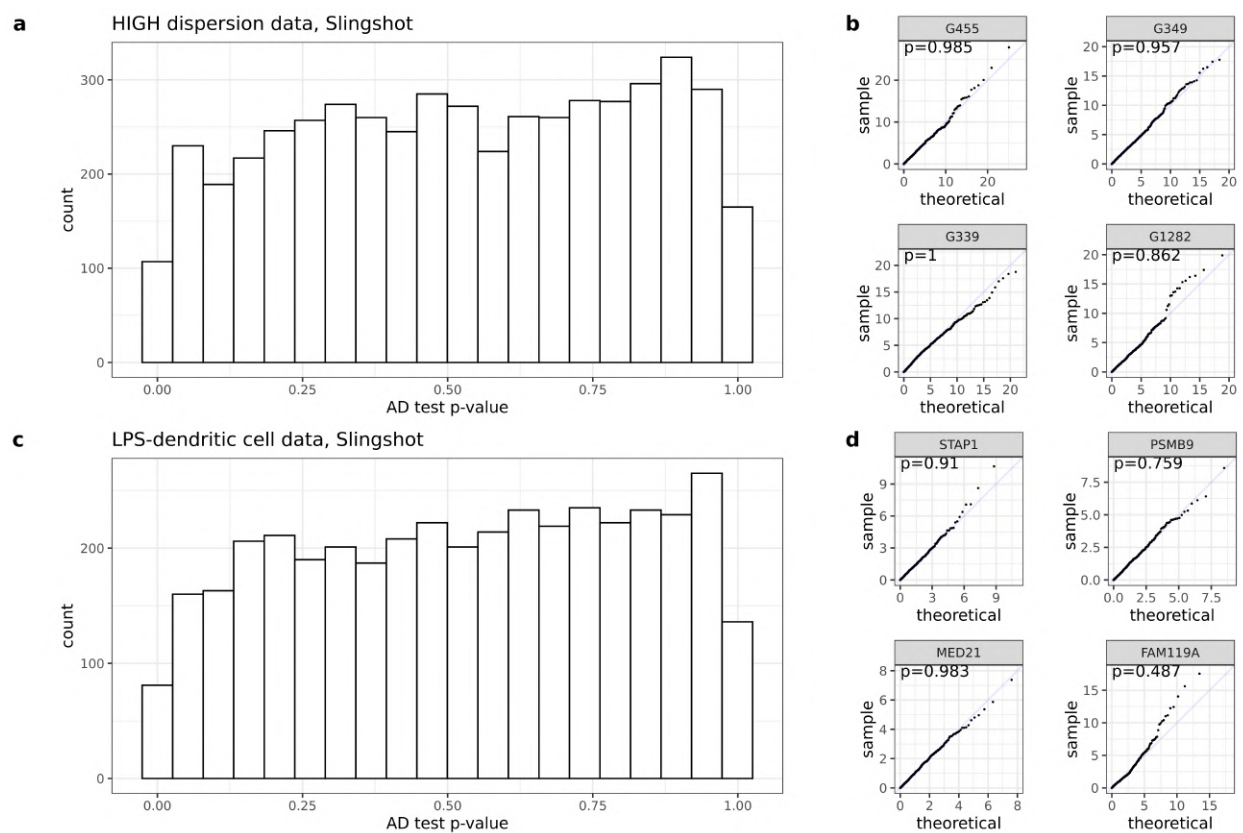 a
HIGH dispersion data, Slingshot
300
200
100
0
count
0.00 0.25 0.50 0.75 1.00
AD test p-value
b
G455
p=0.985
20
10
0
sample
0 10 20
theoretical
G349
p=0.957
20
15
10
5
0
sample
0 5 10 15 20
theoretical
G339
p=1
20
15
10
5
0
sample
0 5 10 15 20
theoretical
G1282
p=0.862
20
15
10
5
0
sample
0 5 10 15 20
theoretical
c
LPS-dendritic cell data, Slingshot
200
100
0
count
0.00 0.25 0.50 0.75 1.00
AD test p-value
d
STAP1
p=0.91
9
6
3
0
sample
0 3 6 9
theoretical
PSMB9
p=0.759
7.5
5.0
2.5
0.0
sample
0.0 2.5 5.0 7.5
theoretical
MED21
p=0.983
8
6
4
2
0
sample
0 2 4 6 8
theoretical
FAM119A
p=0.487
15
10
5
0
sample
0 5 10 15
theoretical